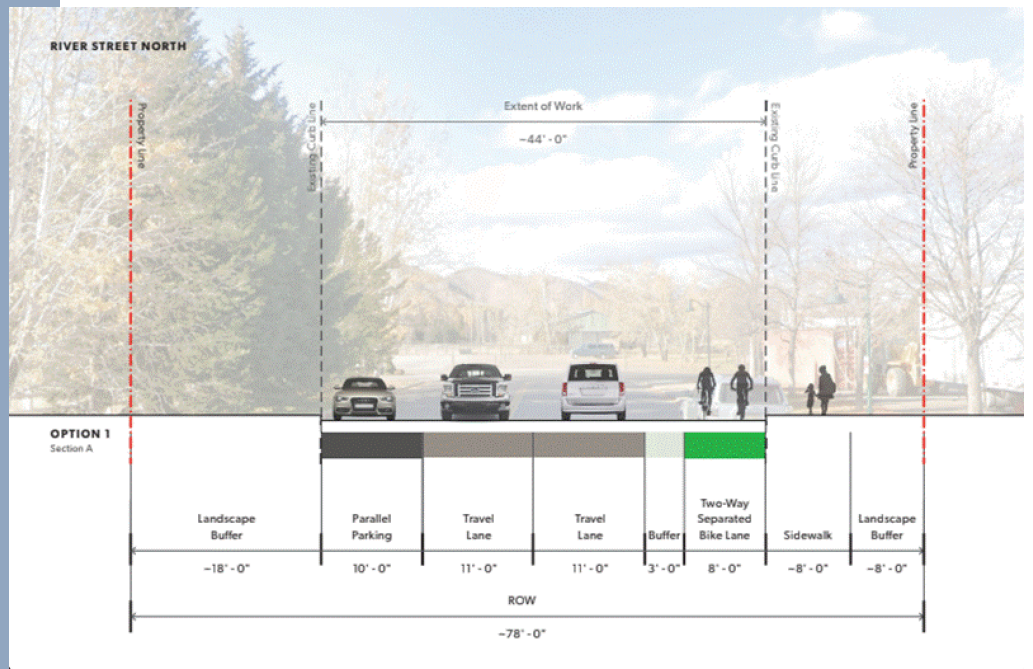 RIVER STREET NORTH
Property Line
Existing Curb Line
Extent of Work
~44' - 0"
Existing Curb Line
Property Line
OPTION 1
Section A
Landscape
Buffer
Parallel
Parking
Travel
Lane
Travel
Lane
Buffer
Two-Way
Separated
Bike Lane
Sidewalk
Landscape
Buffer
~18' - 0"
10' - 0"
11' - 0"
11' - 0"
3' - 0"
8' - 0"
~8' - 0"
~8' - 0"
ROW
~78' - 0"